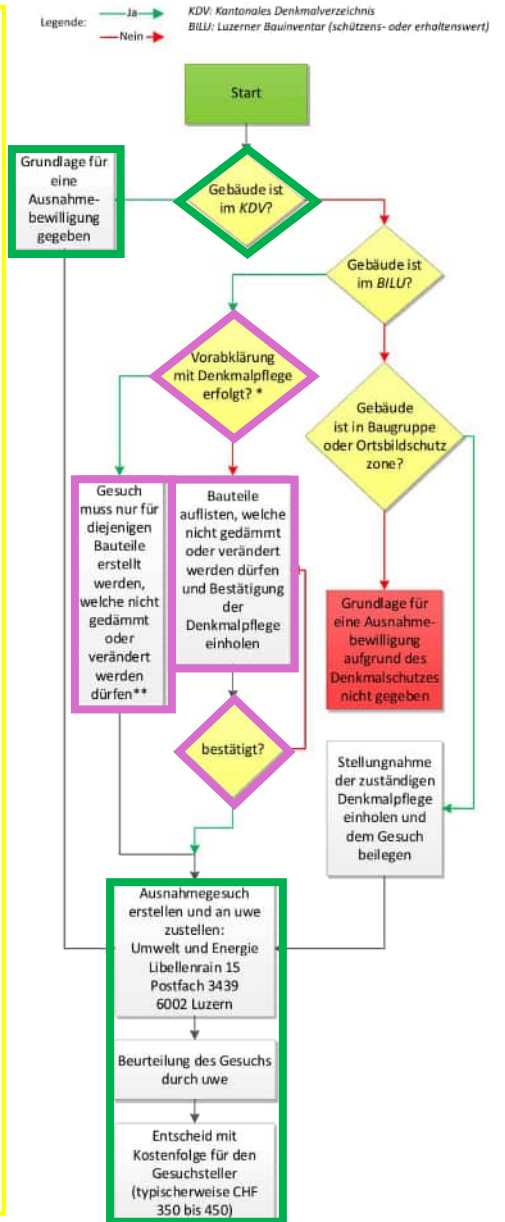 Legende:
Ja
Nein
KDV: Kantonales Denkmalverzeichnis
BILU: Luzerner Bauinventar (schützens- oder erhaltenswert)
Start
Grundlage für
eine
Ausnahme-
bewilligung
gegeben
Gebäude ist
im KDV?
Gebäude ist
im BILU?
Vorabklärung
mit Denkmalpflege
erfolgt? *
Gebäude
ist in Baugruppe
oder Ortsbildschutz
zone?
Gesuch
muss nur für
diejenigen
Bauteile
erstellt
werden,
welche nicht
gedämmt
oder
verändert
werden
dürfen**
Bauteile
auflisten, welche
nicht gedämmt
oder verändert
werden dürfen
und Bestätigung
der
Denkmalpflege
einholen
Grundlage für
eine Ausnahme-
bewilligung
aufgrund des
Denkmalschutzes
nicht gegeben
bestätigt?
Stellungnahme
der zuständigen
Denkmalpflege
einholen und
dem Gesuch
beilegen
Ausnahmegesuch
erstellen und an uwe
zustellen:
Umwelt und Energie
Libellenrain 15
Postfach 3439
6002 Luzern
Beurteilung des Gesuchs
durch uwe
Entscheid mit
Kostenfolge für den
Gesuchsteller
(typischerweise CHF
350 bis 450)